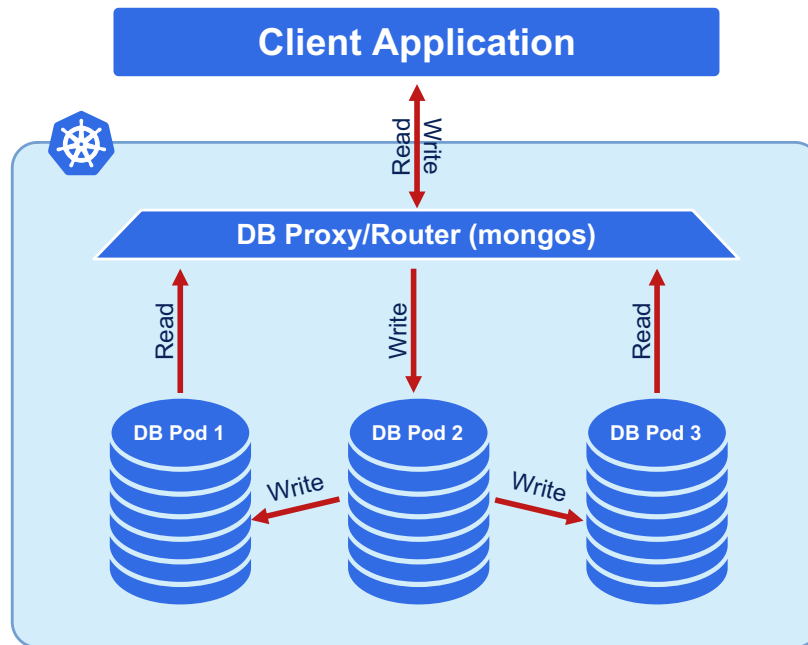 Client Application
Read
Write
DB Proxy/Router (mongos)
Read
Write
Read
DB Pod 1
DB Pod 2
DB Pod 3
Write
Write